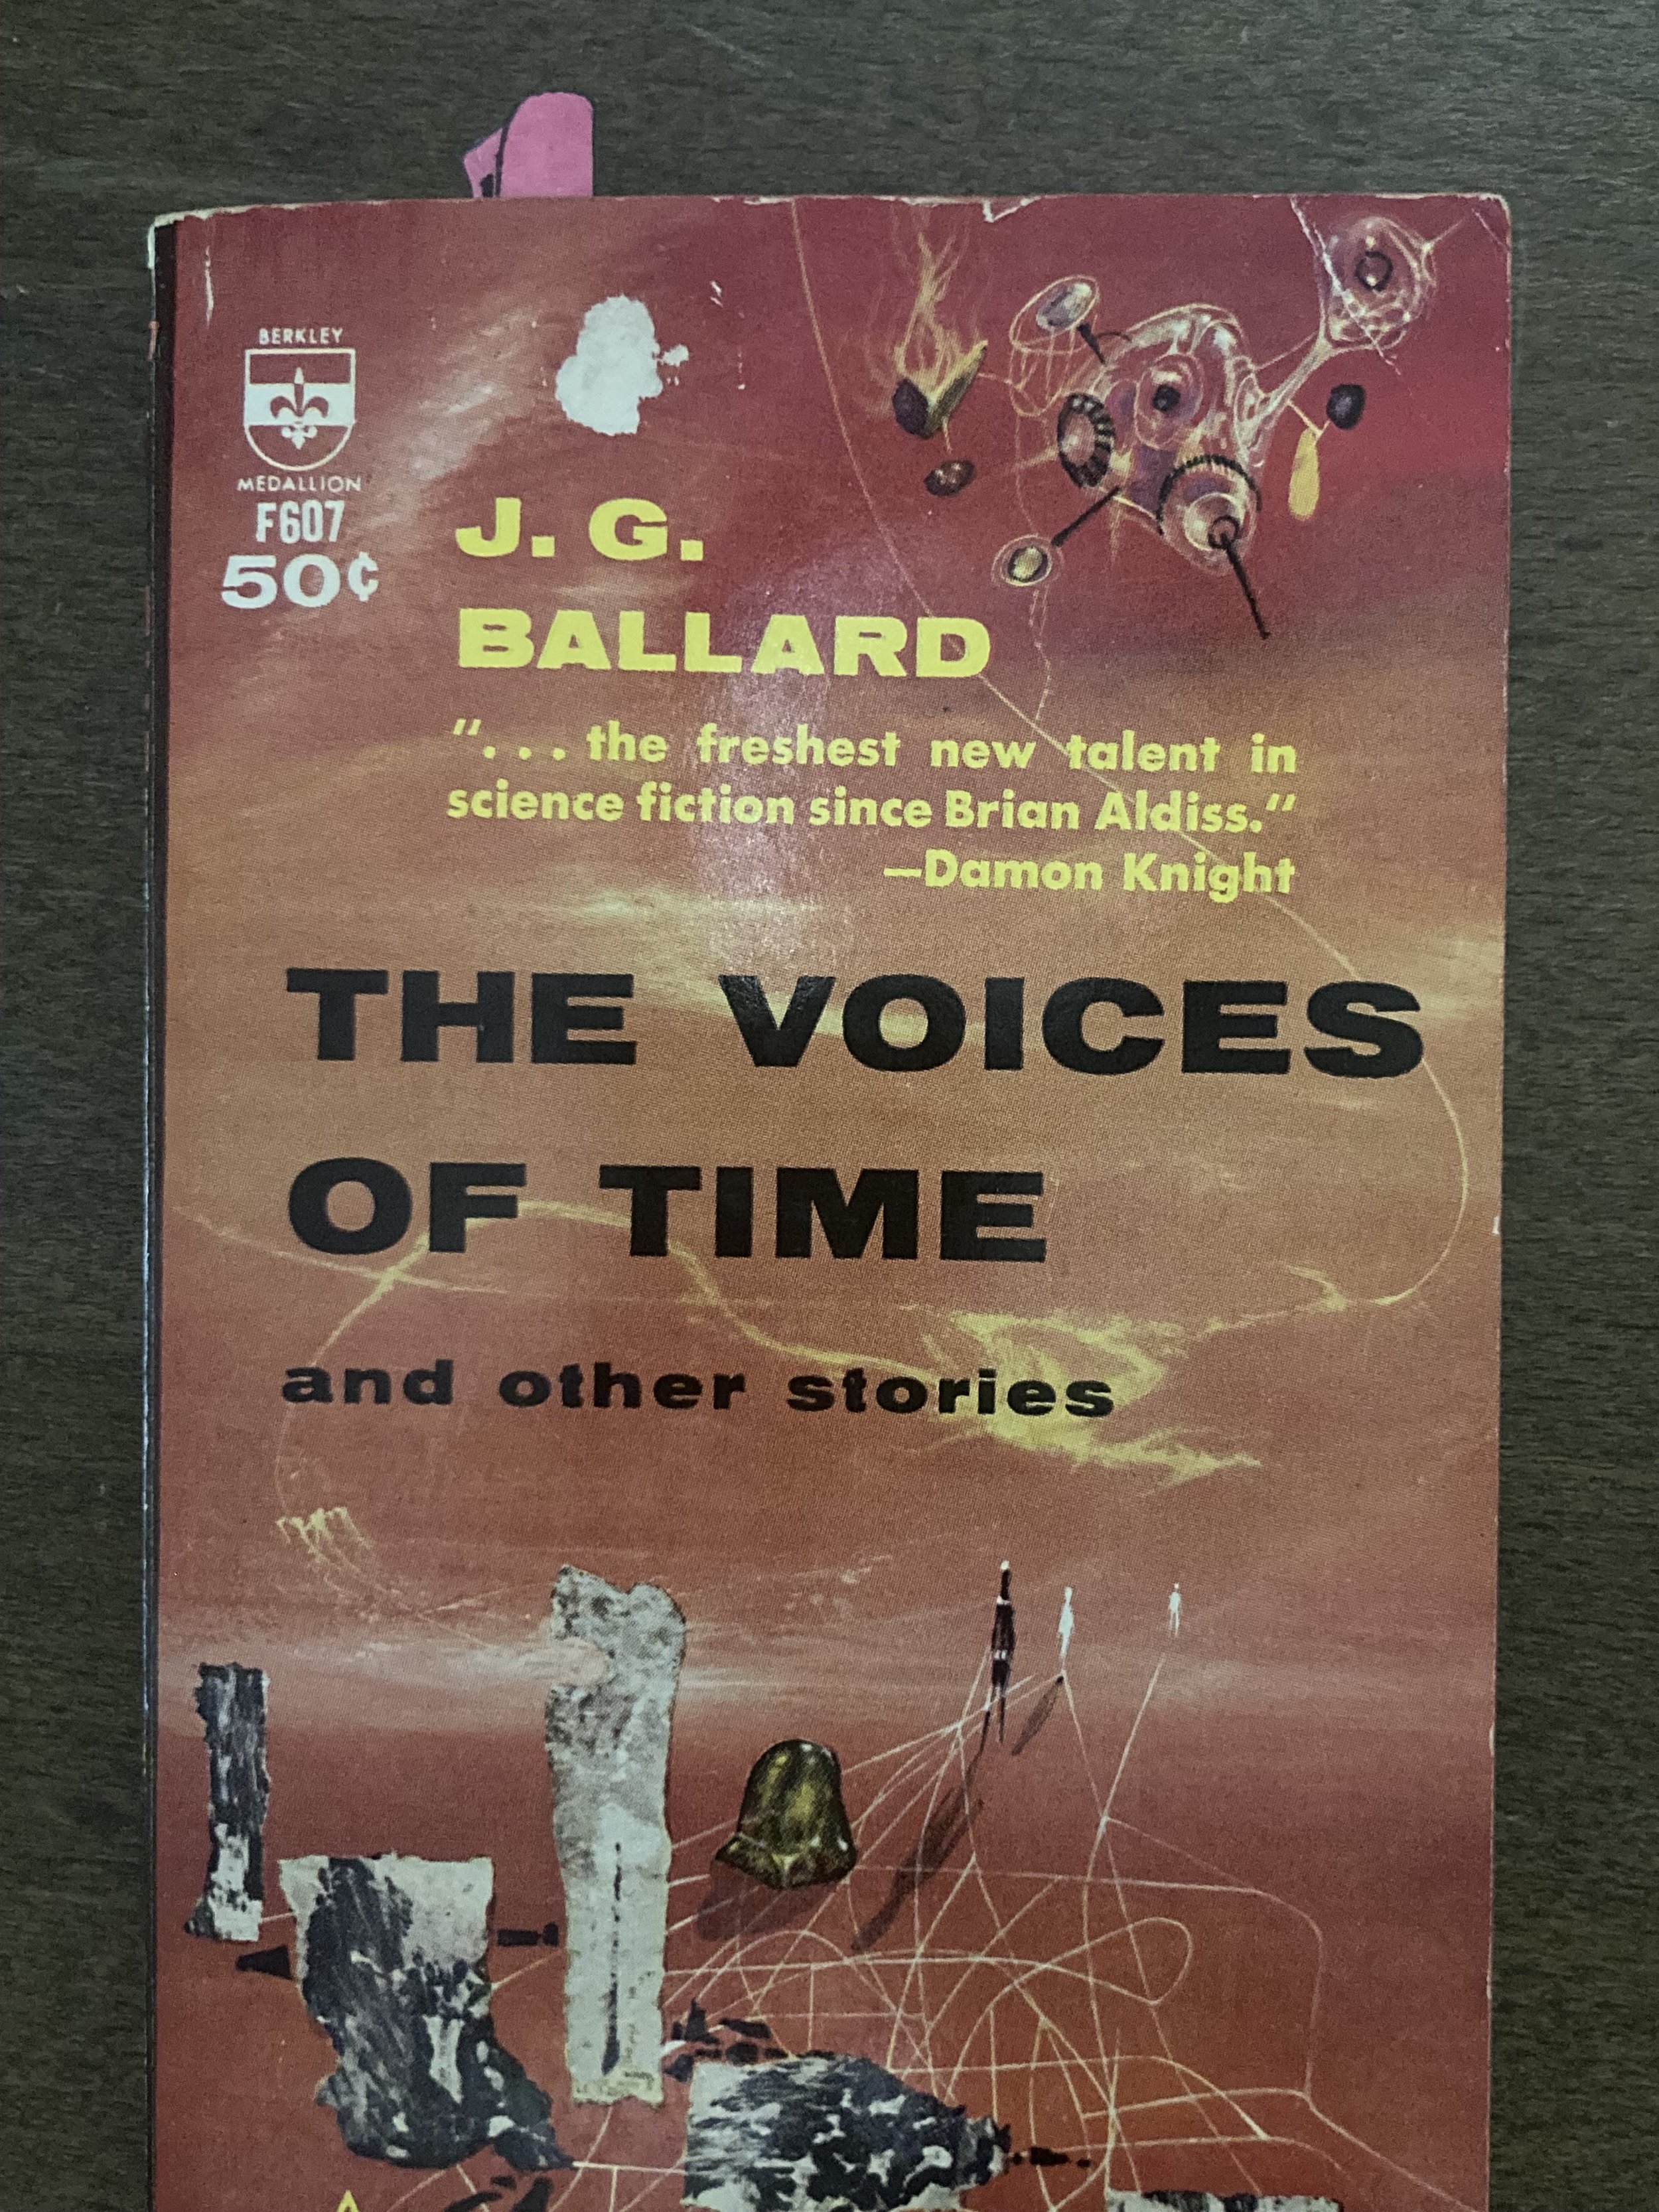 BERKLEY
MEDALLION
F607
50¢
J. G.
BALLARD
". . . the freshest new talent in
science fiction since Brian Aldiss."
—Damon Knight
THE VOICES
OF TIME
and other stories